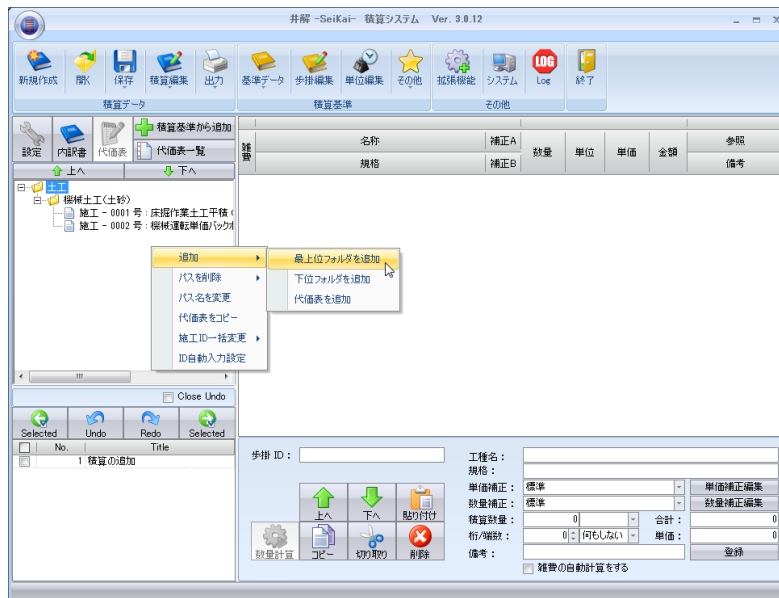 井解 -SeiKai- 積算システム Ver. 3.0.12
新規作成 開く 保存 積算編集 出力 基準データ 歩掛編集 単位編集 その他 拡張機能 システム LOG Log 終了
積算データ 積算基準 その他
設定 内訳書 代価表 積算基準から追加
代価表一覧
上へ 下へ
雑費 名称 補正A 数量 単位 単価 金額 参照
規格 補正B 備考
土工
機械土工(土砂)
施工 - 0001 号 : 床掘作業土工平積
施工 - 0002 号 : 機械運転単価バックホ
追加 最上位フォルダを追加
パスを削除 下位フォルダを追加
パス名を変更 代価表を追加
代価表をコピー
施工ID一括変更
ID自動入力設定
Close Undo
Selected Undo Redo Selected
No. Title
1 積算の追加
歩掛 ID :
工種名 :
規格 :
単価補正 : 標準 単価補正編集
数量補正 : 標準 数量補正編集
積算数量 : 0 合計 : 0
桁/端数 : 0 何もしない 単価 : 0
備考 : 登録
雑費の自動計算をする
上へ 下へ 貼り付け
数量計算 コピー 切り取り 削除